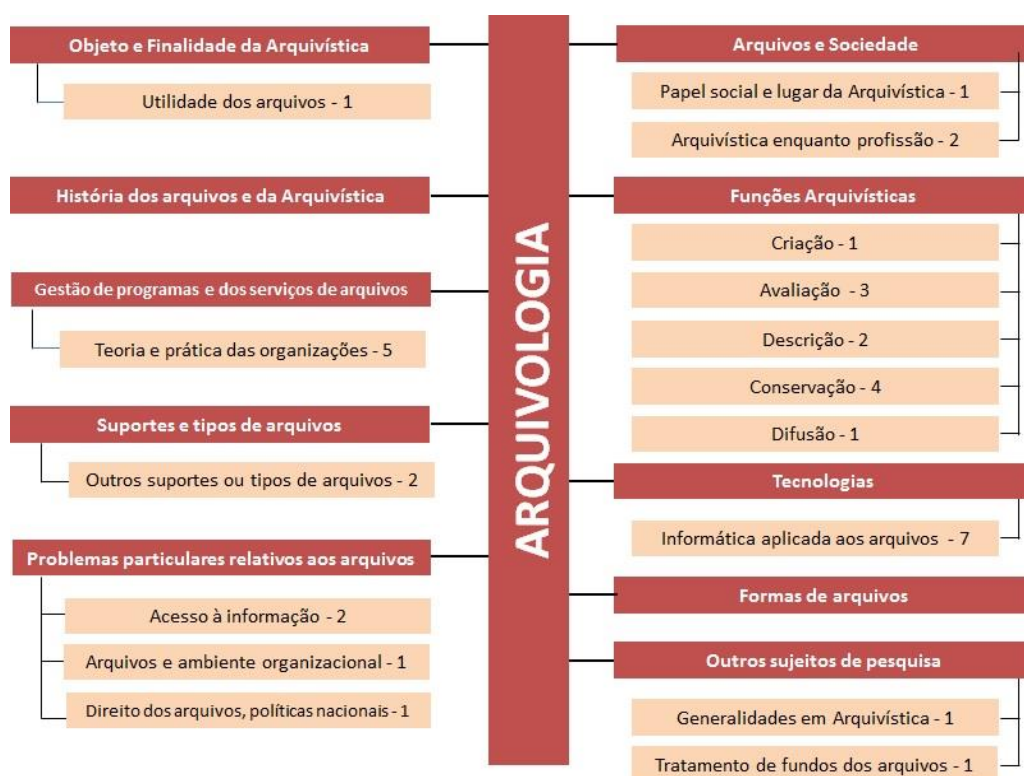 Objeto e Finalidade da Arquivística
Utilidade dos arquivos - 1
História dos arquivos e da Arquivística
Gestão de programas e dos serviços de arquivos
Teoria e prática das organizações - 5
Suportes e tipos de arquivos
Outros suportes ou tipos de arquivos - 2
Problemas particulares relativos aos arquivos
Acesso à informação - 2
Arquivos e ambiente organizacional - 1
Direito dos arquivos, políticas nacionais - 1
ARQUIVOLOGIA
Arquivos e Sociedade
Papel social e lugar da Arquivística - 1
Arquivística enquanto profissão - 2
Funções Arquivísticas
Criação - 1
Avaliação - 3
Descrição - 2
Conservação - 4
Difusão - 1
Tecnologias
Informática aplicada aos arquivos - 7
Formas de arquivos
Outros sujeitos de pesquisa
Generalidades em Arquivística - 1
Tratamento de fundos dos arquivos - 1